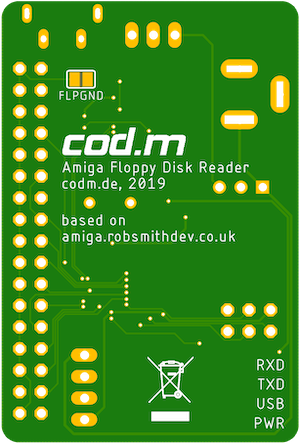 FLPGND
cod.m
Amiga Floppy Disk Reader
codm.de, 2019
based on
amiga.robsmithdev.co.uk
RXD
TXD
USB
PWR